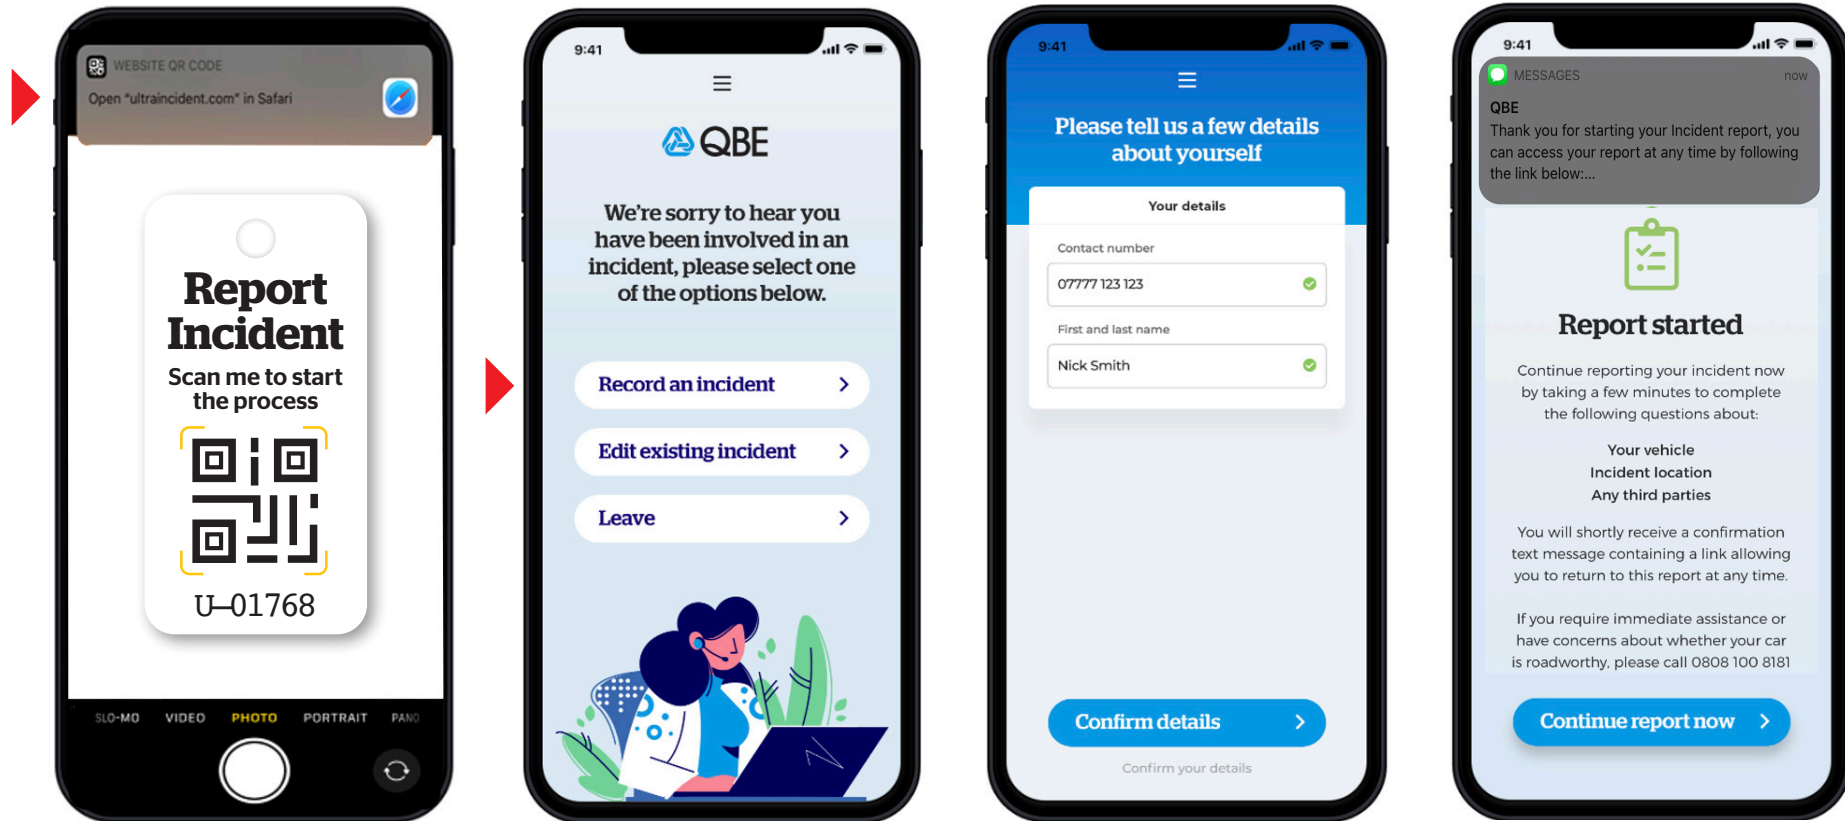 WEBSITE QR CODE
Open "ultraincident.com" in Safari
Report
Incident
Scan me to start
the process
U–01768
SLO-MO VIDEO PHOTO PORTRAIT PANO
9:41
QBE
We're sorry to hear you
have been involved in an
incident, please select one
of the options below.
Record an incident
Edit existing incident
Leave
9:41
Please tell us a few details
about yourself
Your details
Contact number
07777 123 123
First and last name
Nick Smith
Confirm details
Confirm your details
9:41
MESSAGES now
QBE
Thank you for starting your Incident report, you
can access your report at any time by following
the link below:...
Report started
Continue reporting your incident now
by taking a few minutes to complete
the following questions about:
Your vehicle
Incident location
Any third parties
You will shortly receive a confirmation
text message containing a link allowing
you to return to this report at any time.
If you require immediate assistance or
have concerns about whether your car
is roadworthy, please call 0808 100 8181
Continue report now